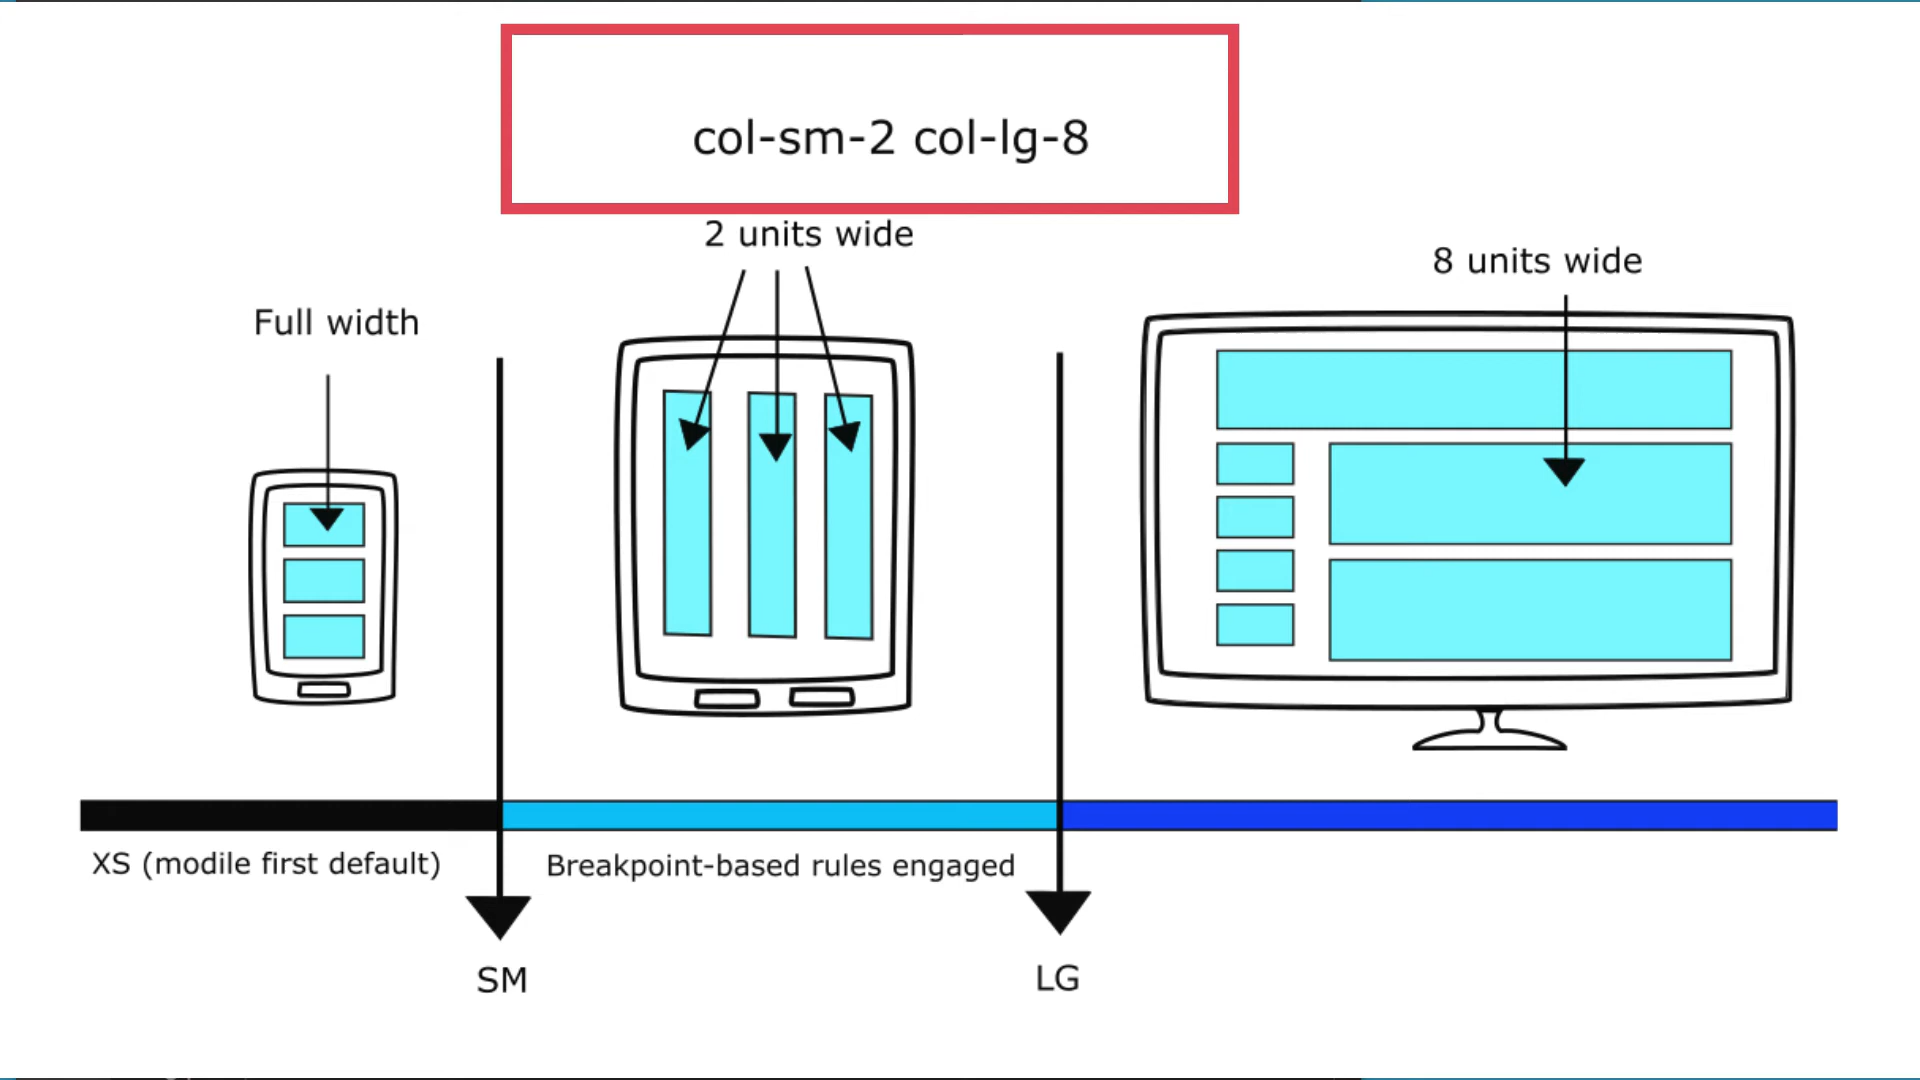 col-sm-2 col-lg-8
2 units wide
8 units wide
Full width
XS (modile first default)
Breakpoint-based rules engaged
SM
LG